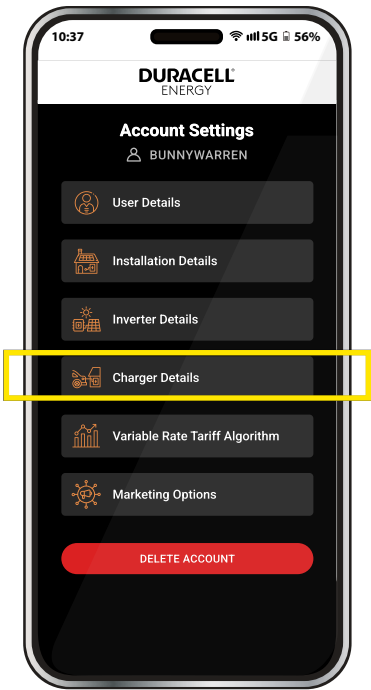 10:37
5G 56%
DURACELL®
ENERGY
Account Settings
BUNNYWARREN
User Details
Installation Details
Inverter Details
Charger Details
Variable Rate Tariff Algorithm
Marketing Options
DELETE ACCOUNT